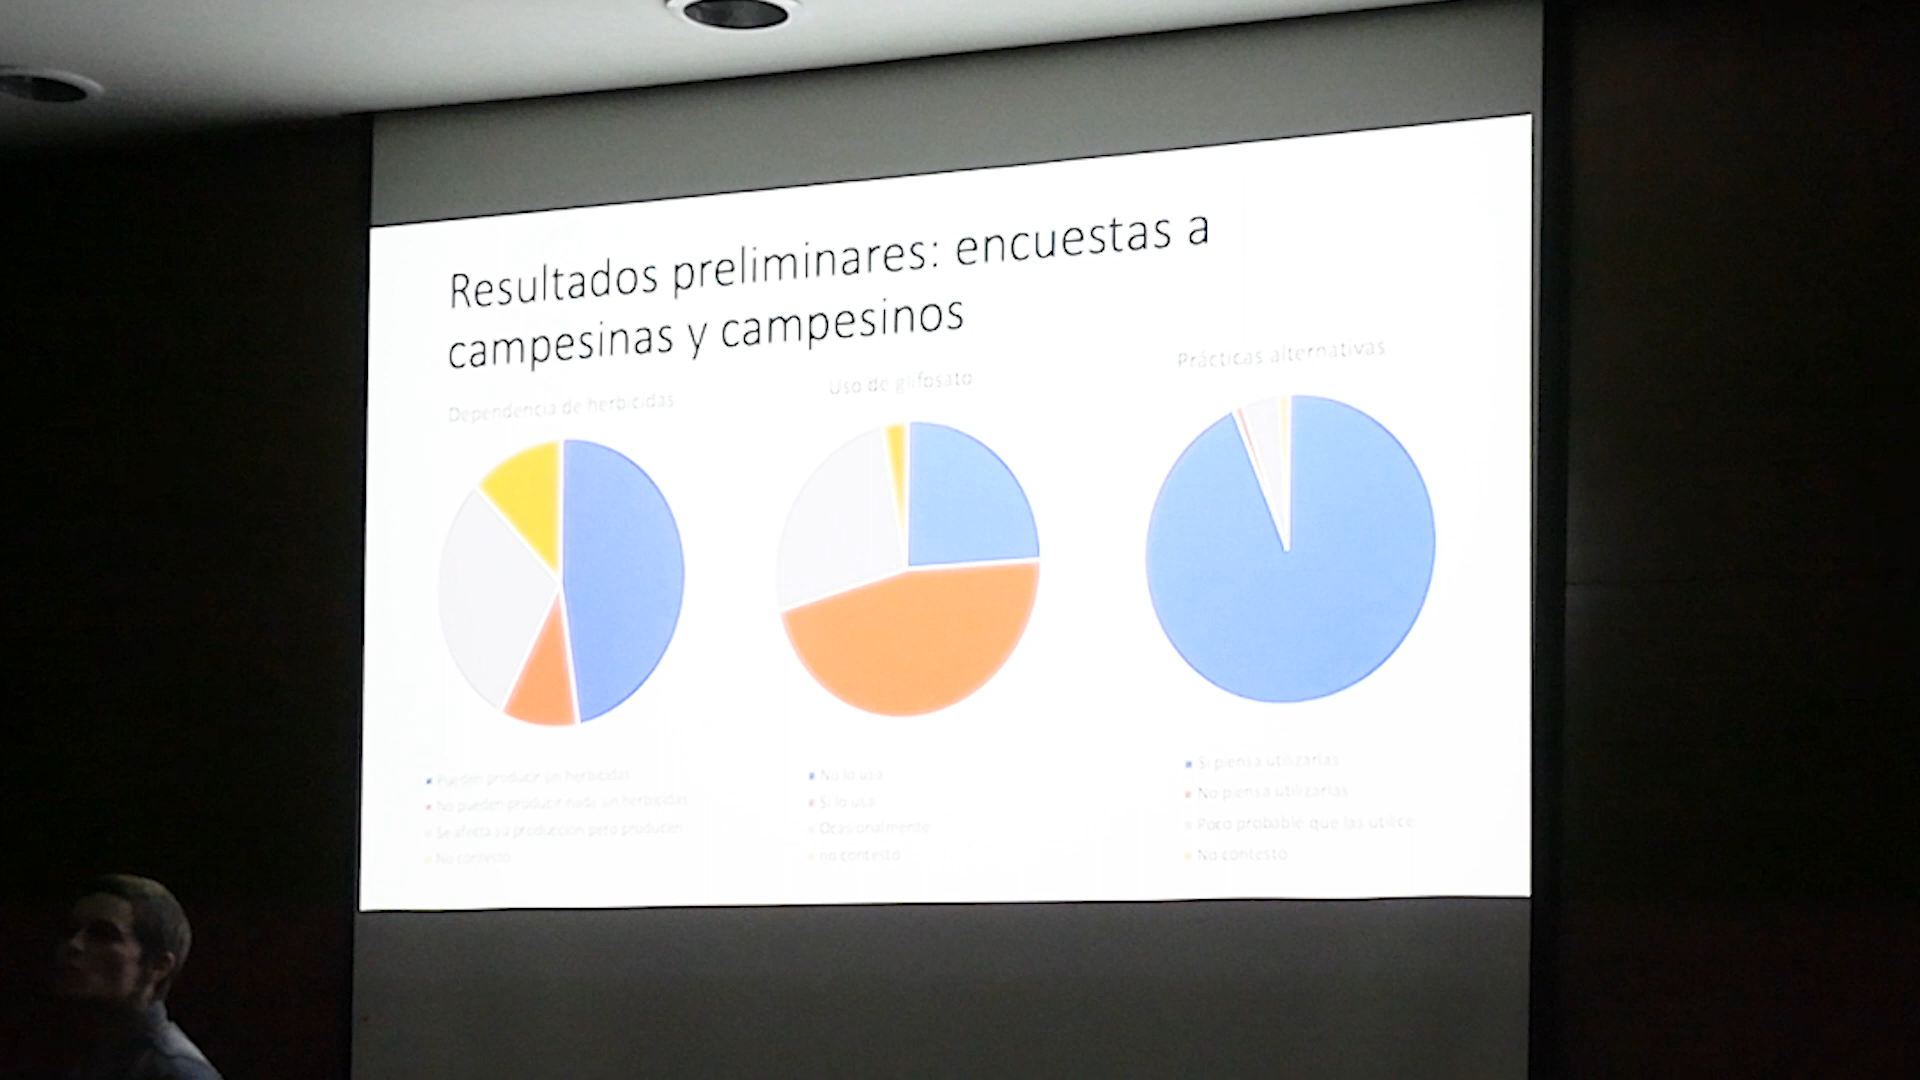 Resultados preliminares: encuestas a
campesinas y campesinos
Dependencia de herbicidas
Uso de glifosato
Prácticas alternativas
Pueden producir sin herbicidas
No pueden producir nada sin herbicidas
Se afecta su producción pero producen
No contestó
No lo usa
Si lo usa
Ocasionalmente
no contestó
Si piensa utilizarlas
No piensa utilizarlas
Poco probable que las utilice
No contestó